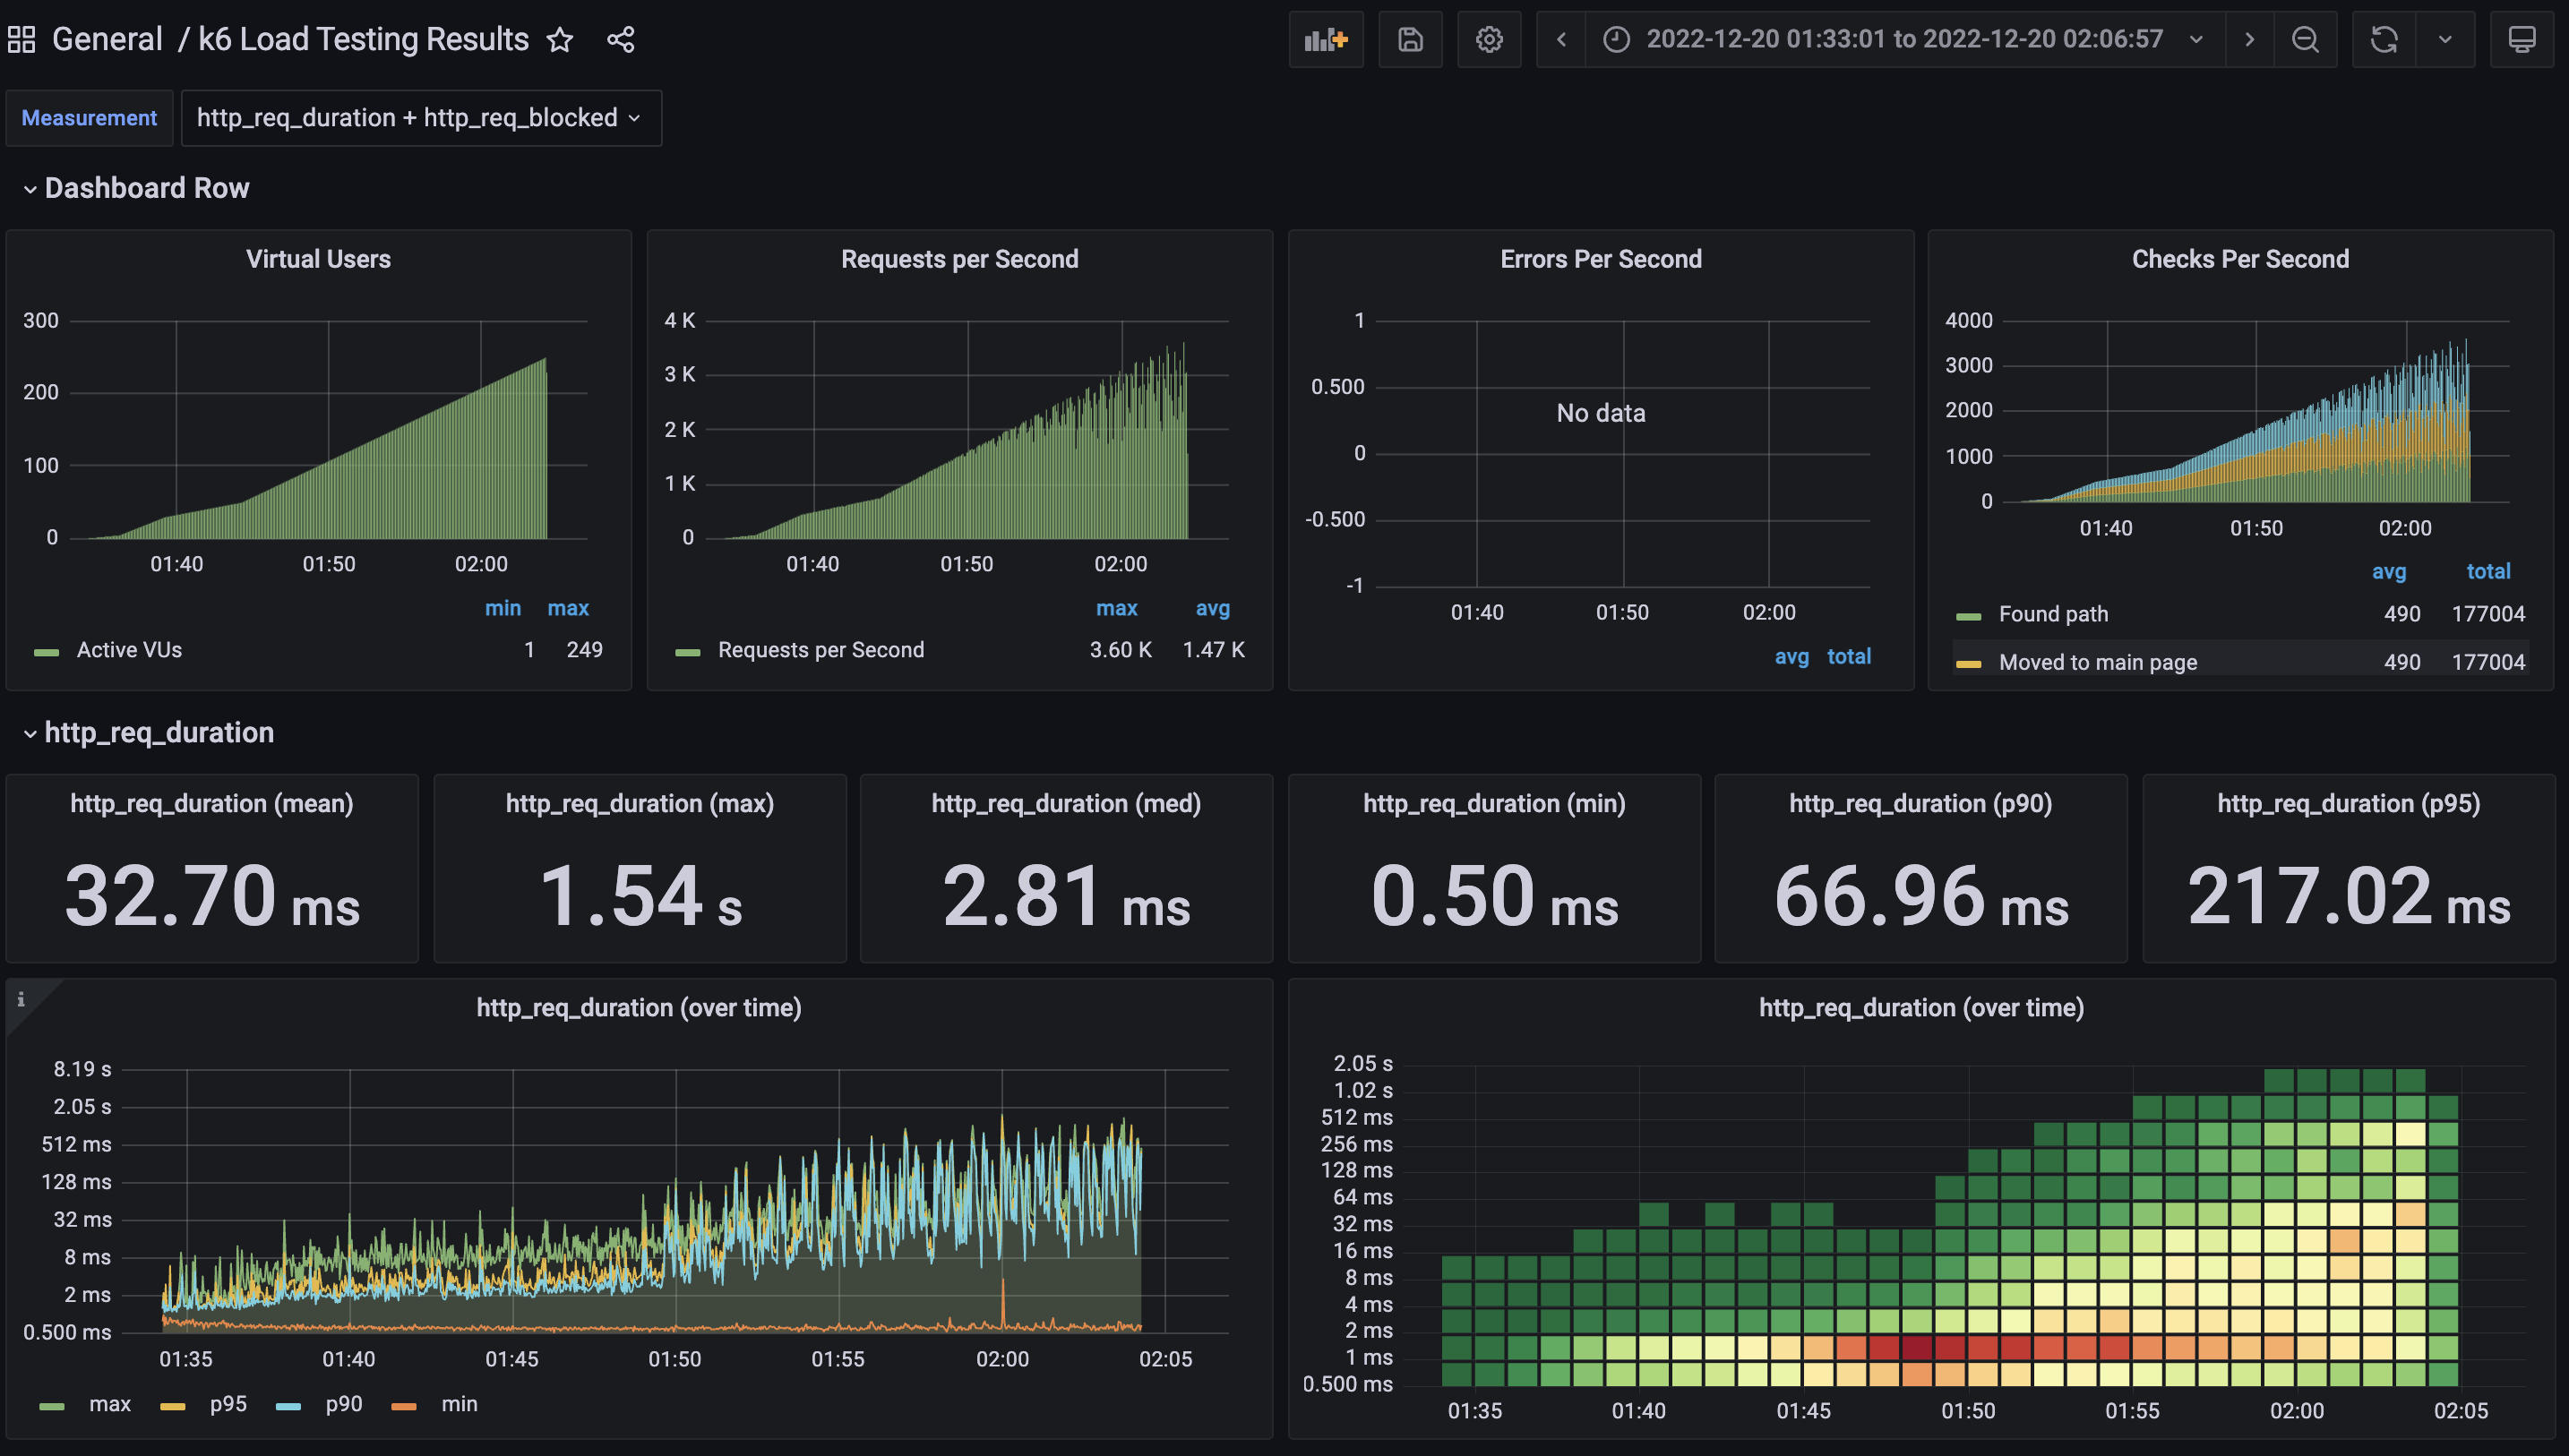 General / k6 Load Testing Results
2022-12-20 01:33:01 to 2022-12-20 02:06:57
Measurement
http_req_duration + http_req_blocked
Dashboard Row
Virtual Users
300
200
100
0
01:40 01:50 02:00
min max
Active VUs 1 249
Requests per Second
4 K
3 K
2 K
1 K
0
01:40 01:50 02:00
max avg
Requests per Second 3.60 K 1.47 K
Errors Per Second
1
0.500
0
-0.500
-1
No data
01:40 01:50 02:00
avg total
Checks Per Second
4000
3000
2000
1000
0
01:40 01:50 02:00
avg total
Found path 490 177004
Moved to main page 490 177004
http_req_duration
http_req_duration (mean)
32.70 ms
http_req_duration (max)
1.54 s
http_req_duration (med)
2.81 ms
http_req_duration (min)
0.50 ms
http_req_duration (p90)
66.96 ms
http_req_duration (p95)
217.02 ms
i
http_req_duration (over time)
8.19 s
2.05 s
512 ms
128 ms
32 ms
8 ms
2 ms
0.500 ms
01:35 01:40 01:45 01:50 01:55 02:00 02:05
max p95 p90 min
http_req_duration (over time)
2.05 s
1.02 s
512 ms
256 ms
128 ms
64 ms
32 ms
16 ms
8 ms
4 ms
2 ms
1 ms
0.500 ms
01:35 01:40 01:45 01:50 01:55 02:00 02:05